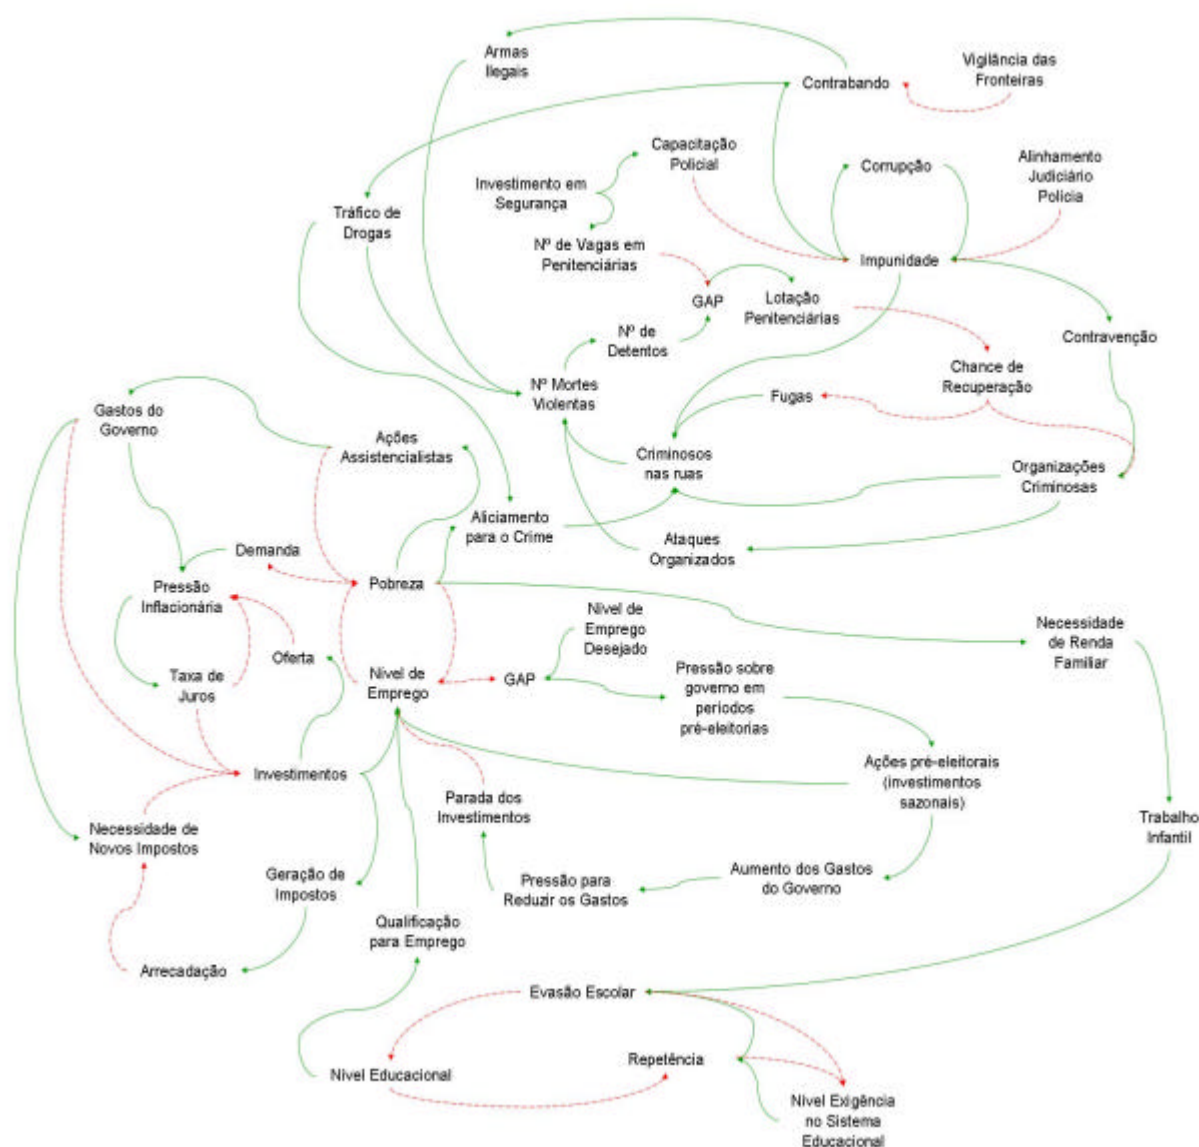 Armas
Ilegais
Contrabando
Vigilância das
Fronteiras
Capacitação
Policial
Corrupção
Alinhamento
Judiciário
Polícia
Investimento em
Segurança
Tráfico de
Drogas
Nº de Vagas em
Penitenciárias
Impunidade
GAP
Lotação
Penitenciárias
Nº de
Detentos
Contravenção
Chance de
Recuperação
Nº Mortes
Violentas
Fugas
Gastos do
Governo
Ações
Assistencialistas
Criminosos
nas ruas
Organizações
Criminosas
Aliciamento
para o Crime
Ataques
Organizados
Demanda
Pobreza
Pressão
Inflacionária
Nível de
Emprego
Desejado
Necessidade
de Renda
Familiar
Oferta
Taxa de
Juros
Nível de
Emprego
GAP
Pressão sobre
governo em
períodos
pré-eleitorias
Investimentos
Ações pré-eleitorais
(investimentos
sazonais)
Parada dos
Investimentos
Trabalho
Infantil
Necessidade de
Novos Impostos
Geração de
Impostos
Pressão para
Reduzir os Gastos
Aumento dos Gastos
do Governo
Qualificação
para Emprego
Arrecadação
Evasão Escolar
Repetência
Nível Educacional
Nível Exigência
no Sistema
Educacional